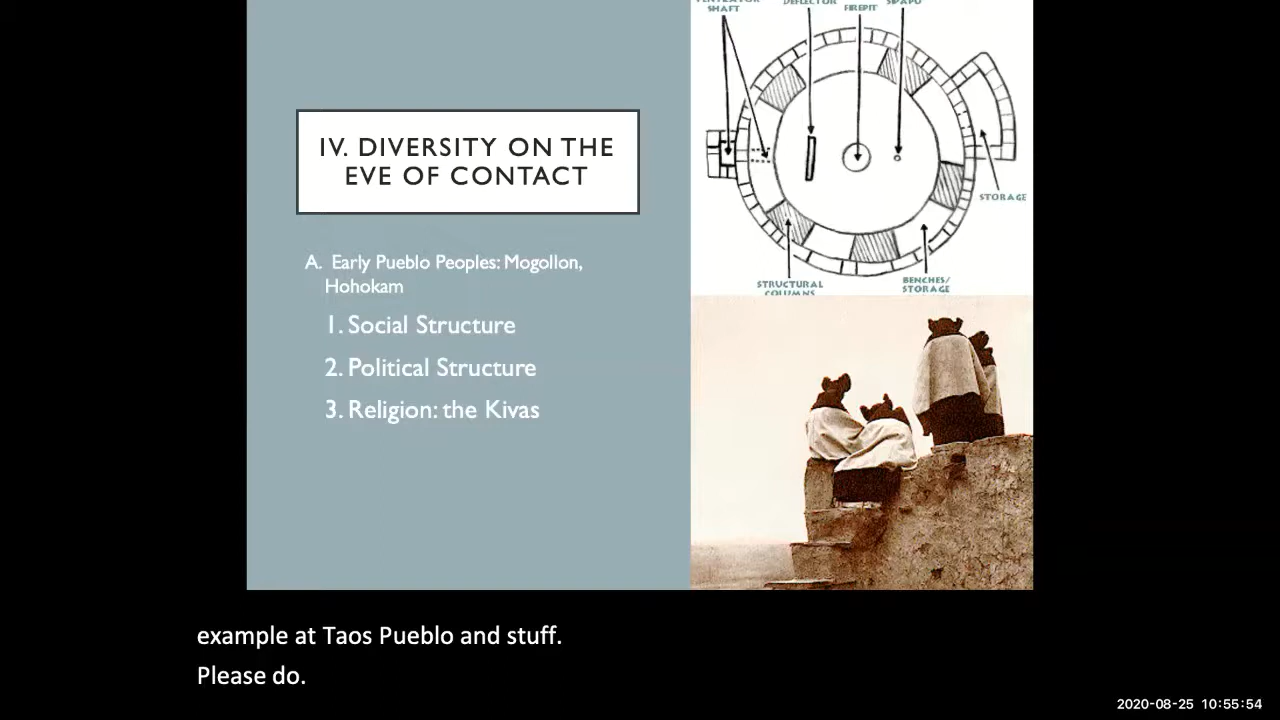 SHAFT
FIREPIT
IV. DIVERSITY ON THE
EVE OF CONTACT
STORAGE
A. Early Pueblo Peoples: Mogollon,
Hohokam
BENCHES/
STORAGE
STRUCTURAL
COLUMNS
1. Social Structure
2. Political Structure
3. Religion: the Kivas
example at Taos Pueblo and stuff.
Please do.
2020-08-25 10:55:54